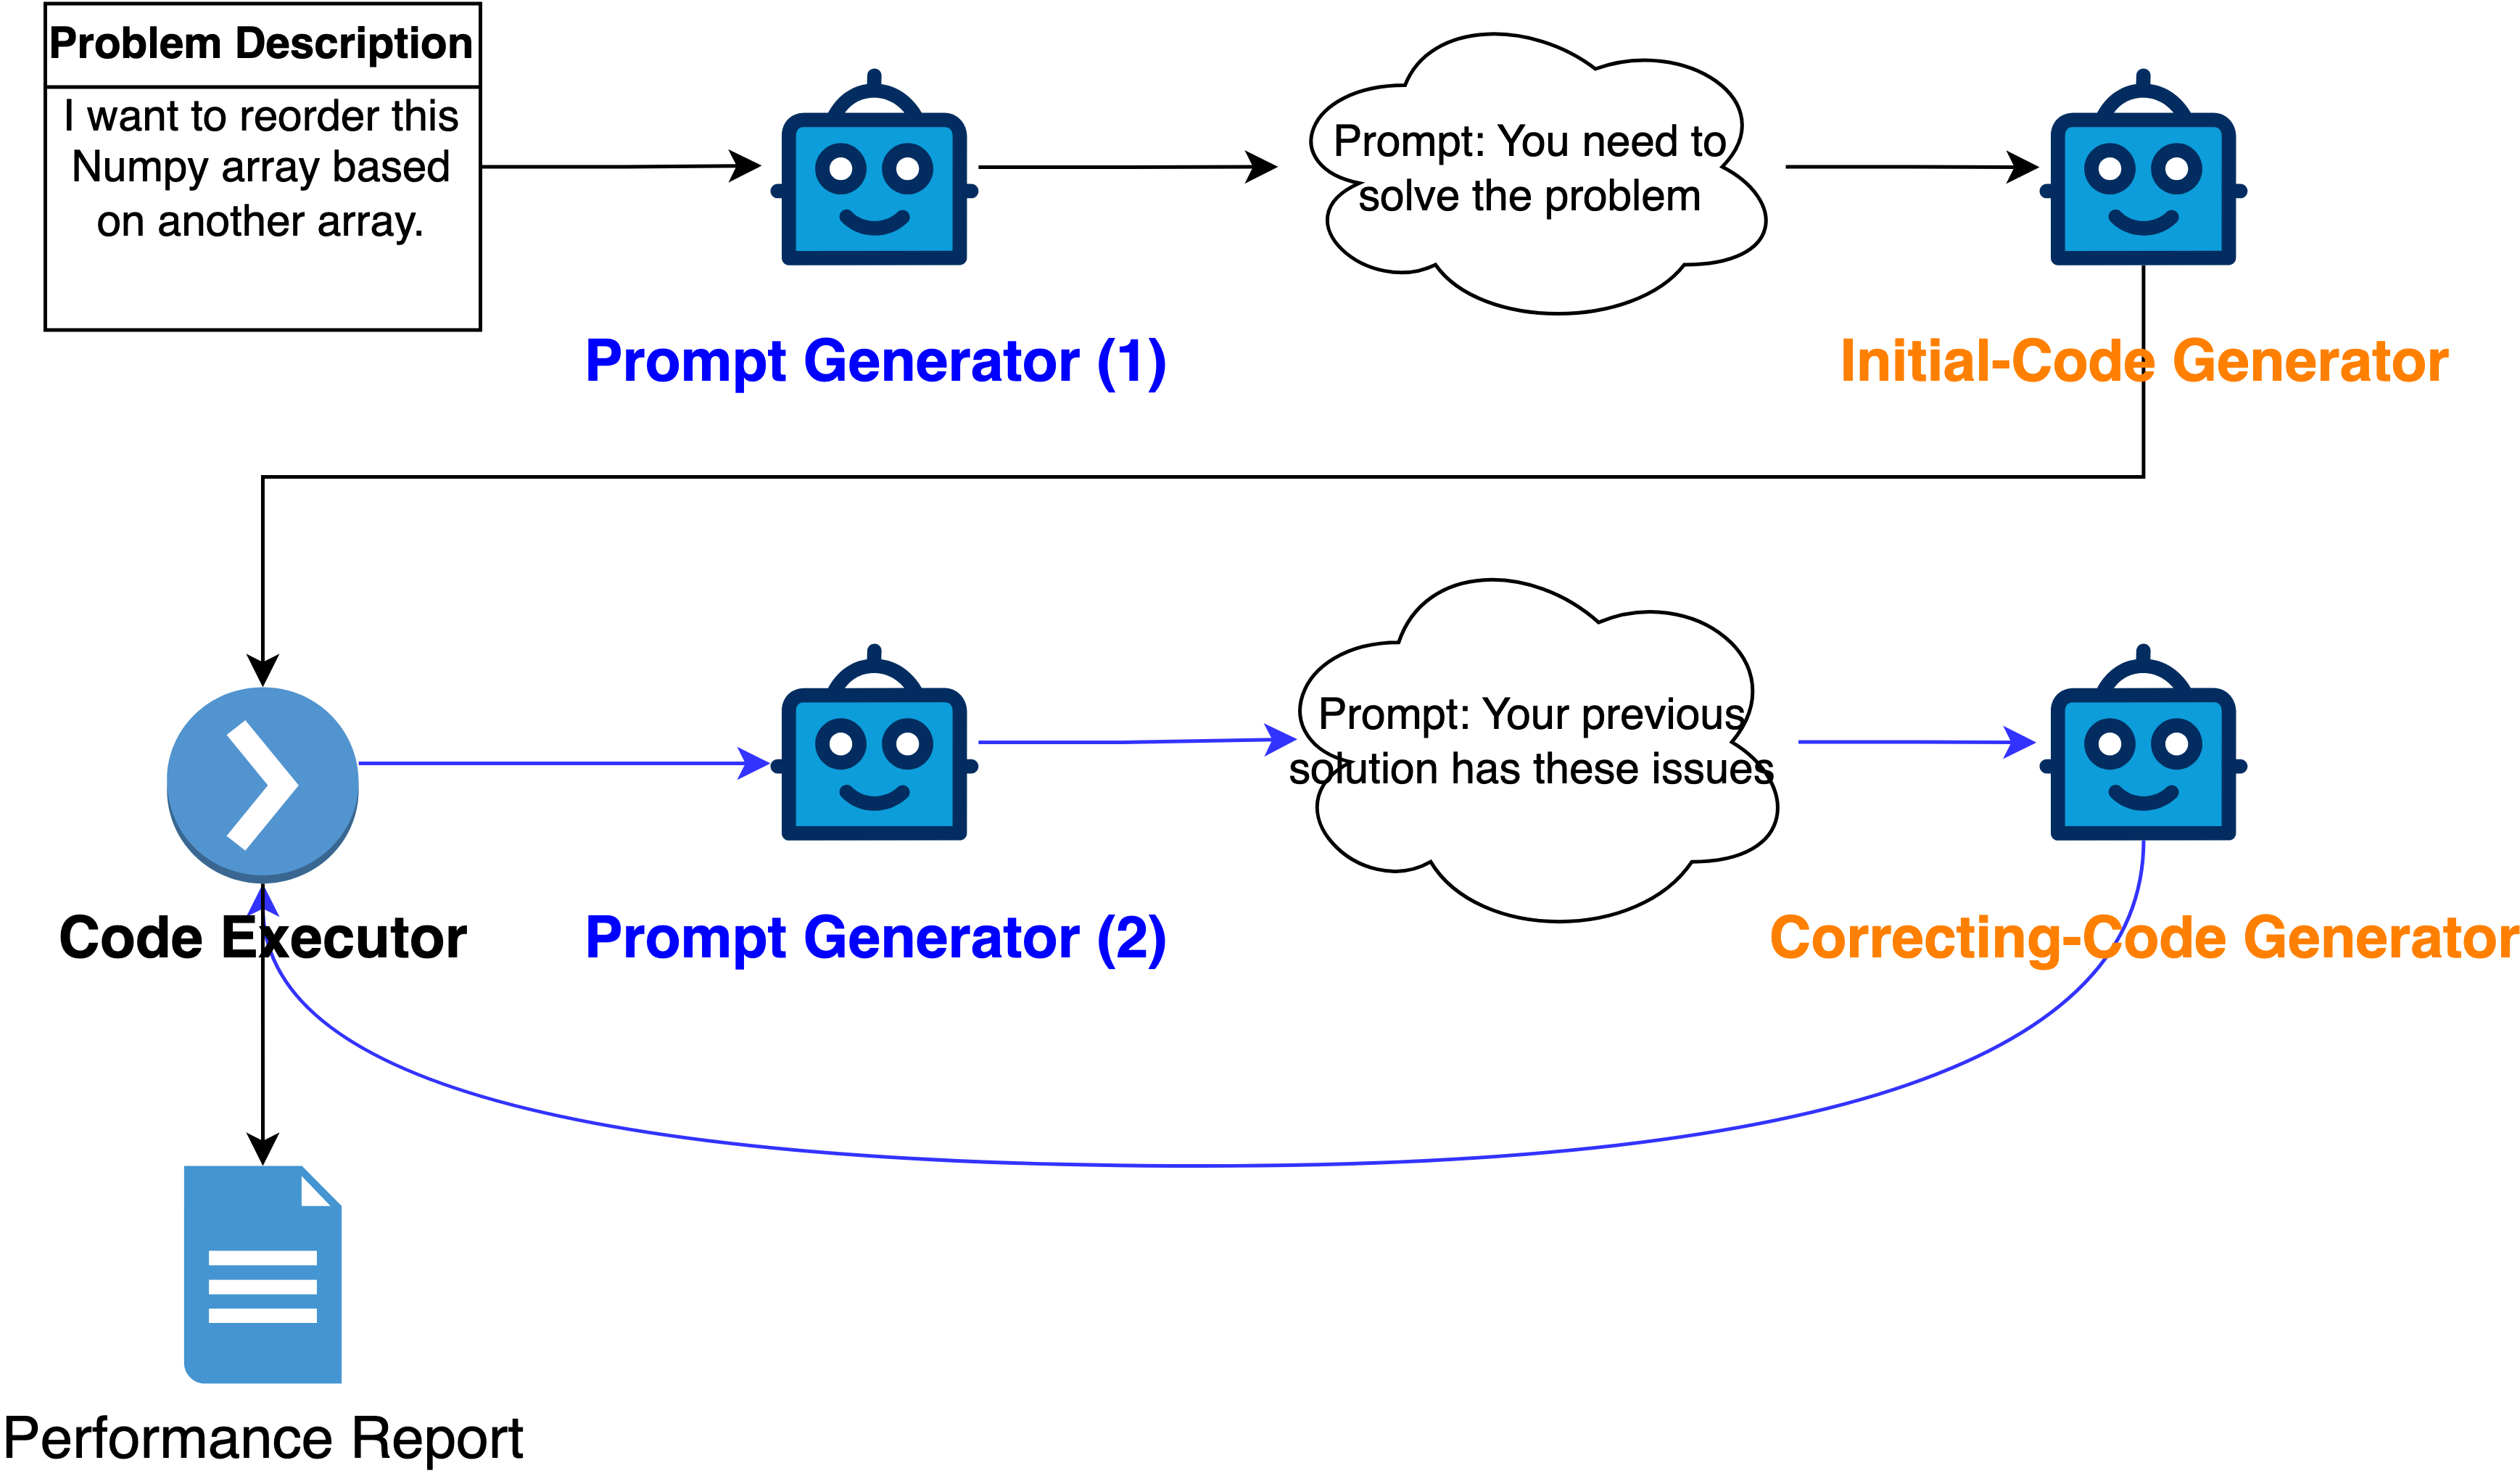 Problem Description
I want to reorder this
Numpy array based
on another array.
Prompt: You need to
solve the problem
Prompt Generator (1)
Initial-Code Generator
Prompt: Your previous
solution has these issues
Code Executor
Prompt Generator (2)
Correcting-Code Generator
Performance Report